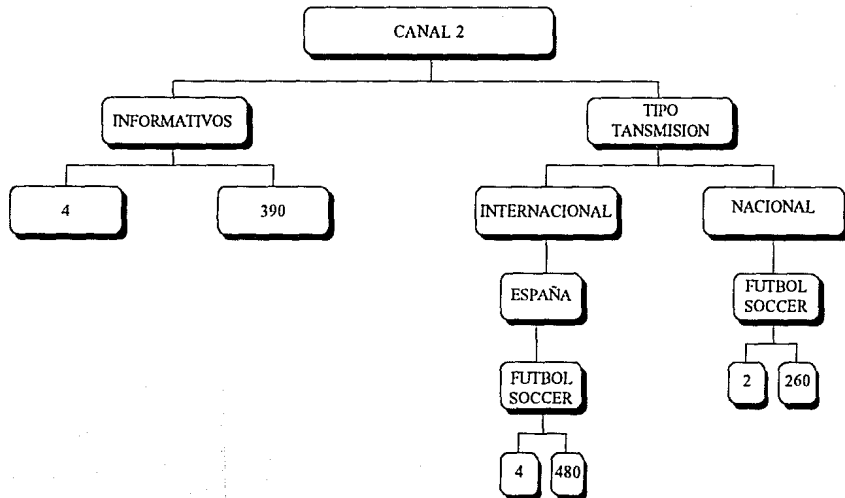 CANAL 2
INFORMATIVOS
TIPO
TANSMISION
4
390
INTERNACIONAL
NACIONAL
ESPAÑA
FUTBOL
SOCCER
2
260
FUTBOL
SOCCER
4
480